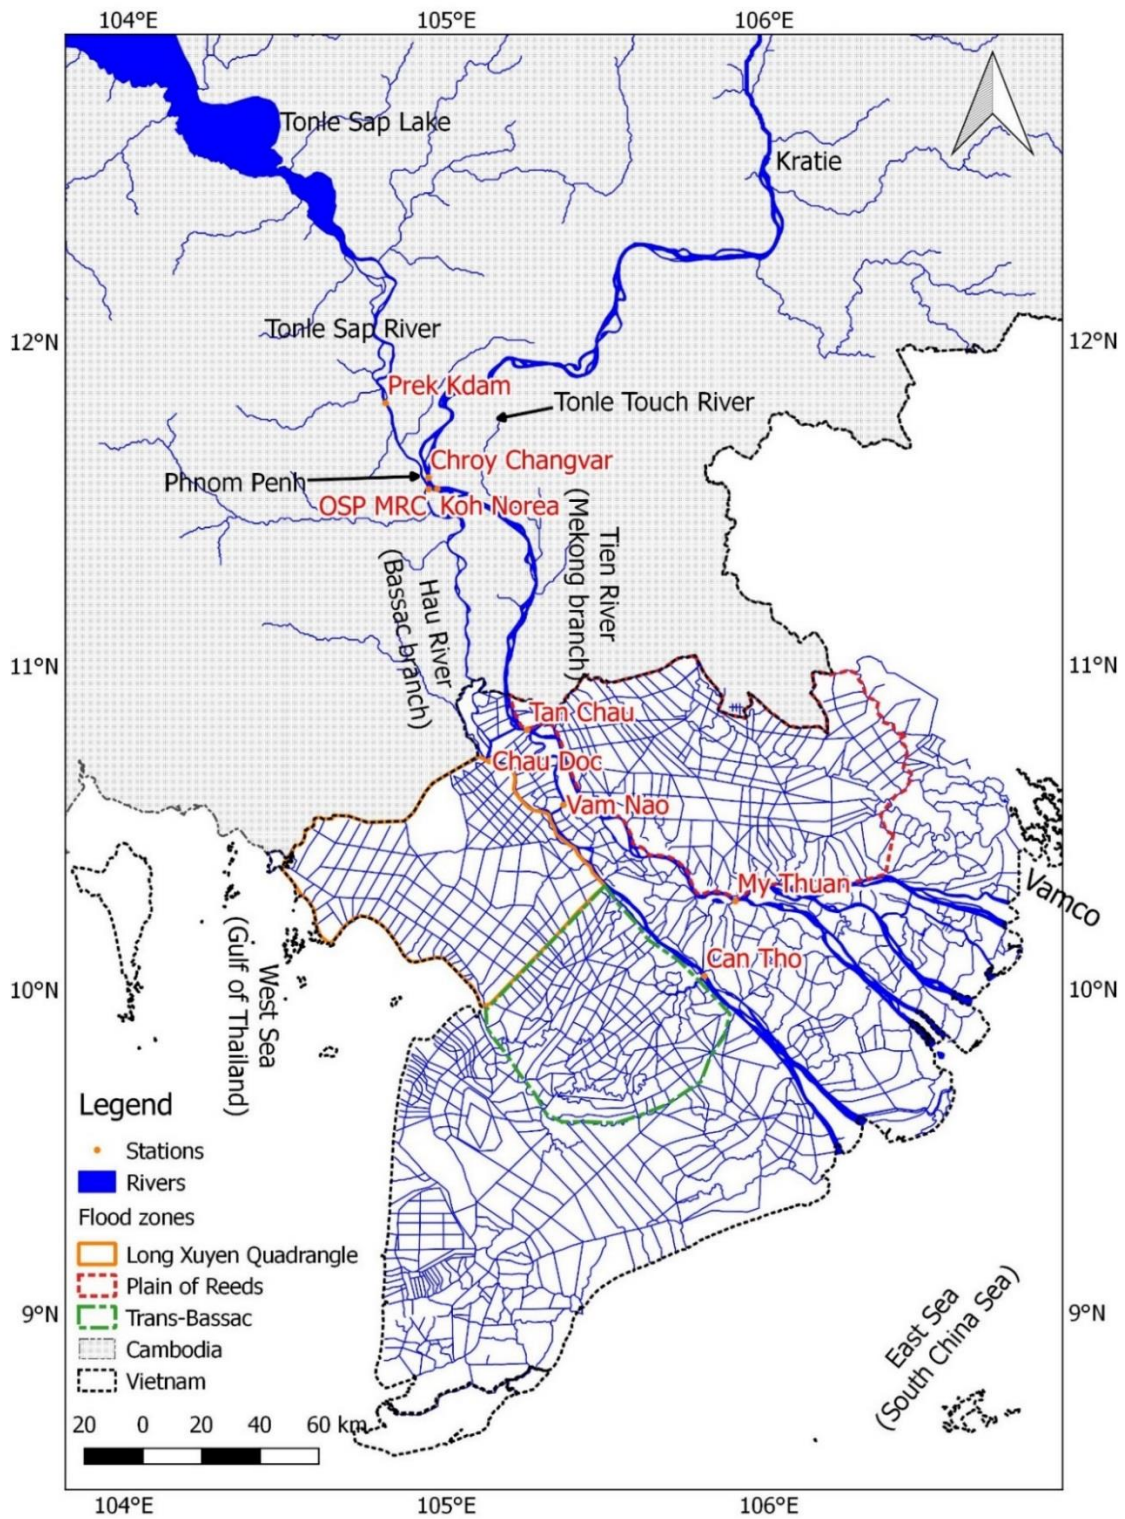 104°E 105°E 106°E
Tonle Sap Lake
Kratie
Tonle Sap River
12°N 12°N
Prek Kdam
Tonle Touch River
Chroy Changvar
Phnom Penh
OSP MRC Koh Norea
Tien River
(Mekong branch)
Hau River
(Bassac branch)
11°N 11°N
Tan Chau
Chau Doc
Vam Nao
My Thuan
Vamco
Can Tho
West Sea
(Gulf of Thailand)
10°N 10°N
Legend
Stations
Rivers
Flood zones
Long Xuyen Quadrangle
Plain of Reeds
Trans-Bassac
Cambodia
Vietnam
9°N 9°N
East Sea
(South China Sea)
20 0 20 40 60 km
104°E 105°E 106°E